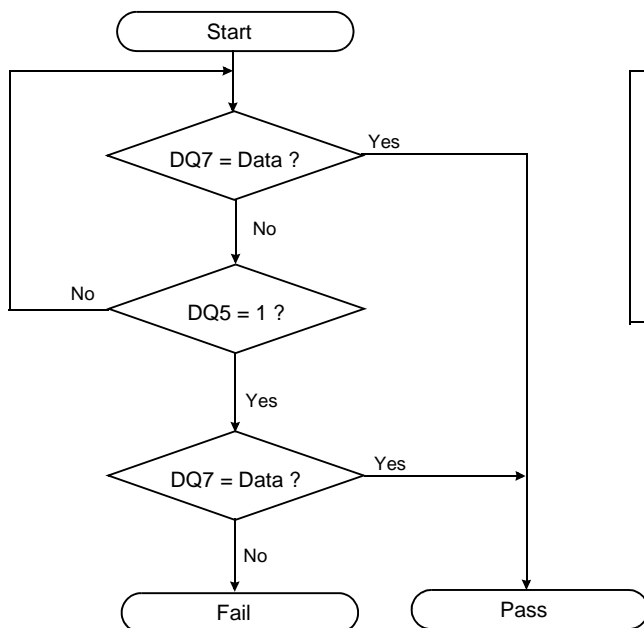 Start
DQ7 = Data ?
Yes
No
DQ5 = 1 ?
No
Yes
DQ7 = Data ?
Yes
No
Fail
Pass